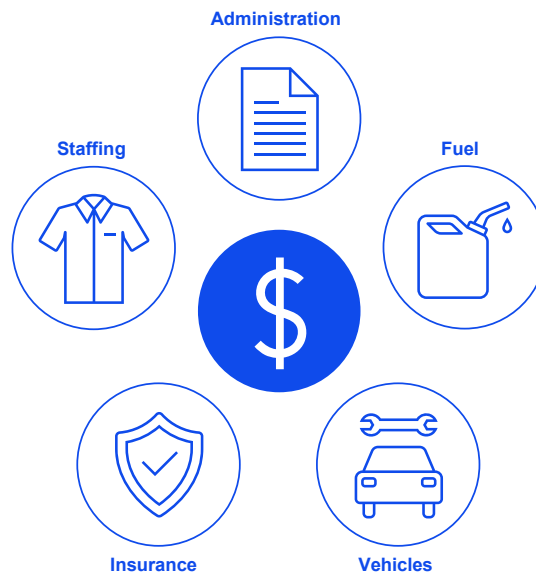 Administration
Staffing
Fuel
$
Insurance
Vehicles